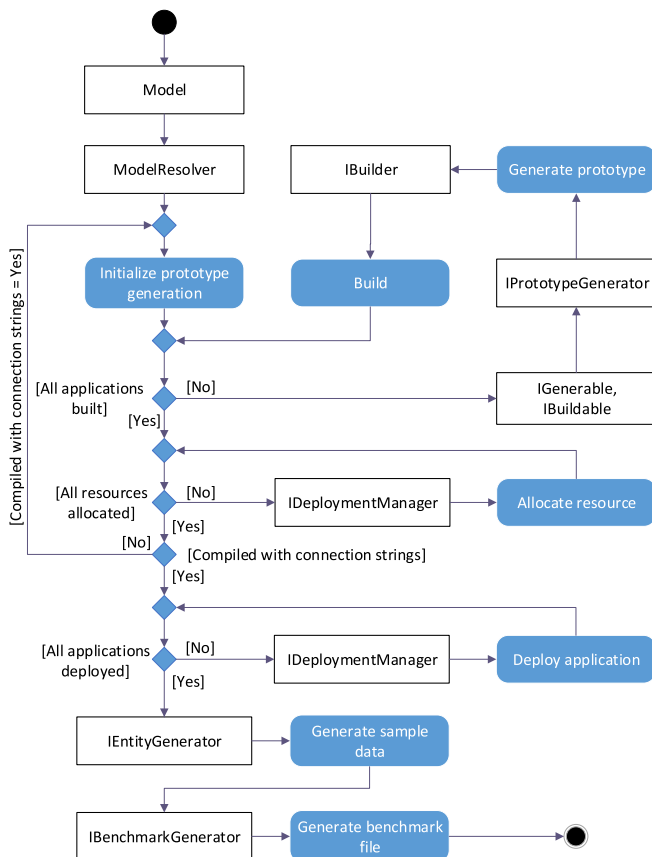 Model
ModelResolver
IBuilder
Generate prototype
[Compiled with connection strings = Yes]
Initialize prototype
generation
Build
IPrototypeGenerator
[All applications
built]
[No]
IGenerable,
IBuildable
[Yes]
[All resources
allocated]
[No]
IDeploymentManager
Allocate resource
[Yes]
[No]
[Compiled with connection strings]
[Yes]
[All applications
deployed]
[No]
IDeploymentManager
Deploy application
[Yes]
IEntityGenerator
Generate sample
data
IBenchmarkGenerator
Generate benchmark
file